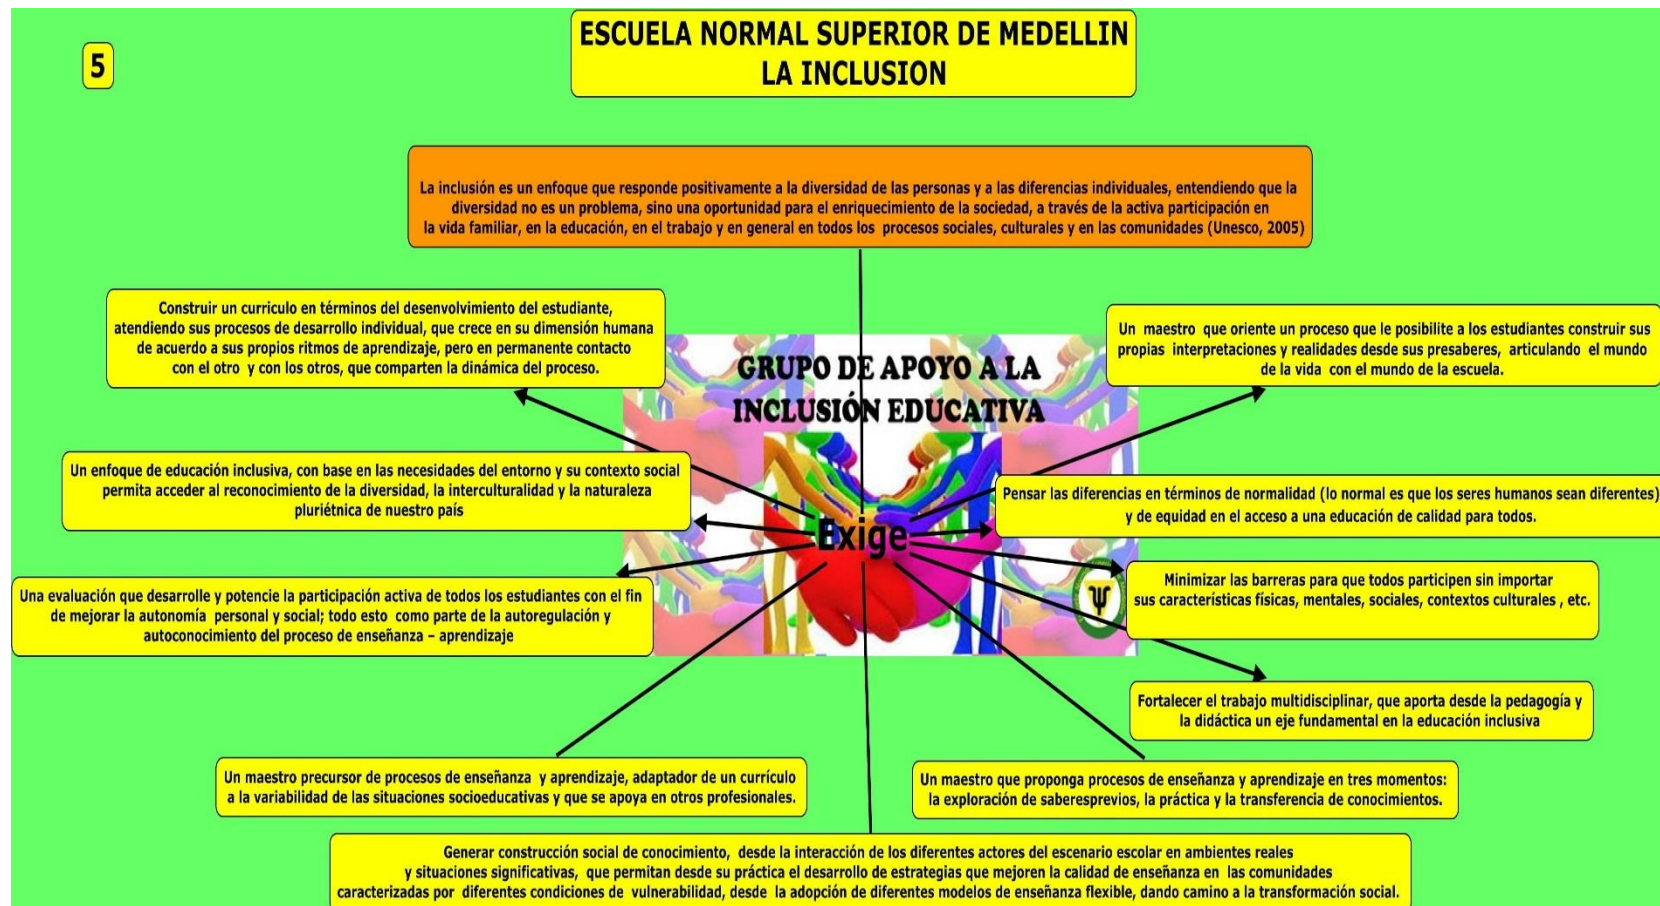 5
ESCUELA NORMAL SUPERIOR DE MEDELLIN
LA INCLUSION
La inclusión es un enfoque que responde positivamente a la diversidad de las personas y a las diferencias individuales, entendiendo que la
diversidad no es un problema, sino una oportunidad para el enriquecimiento de la sociedad, a través de la activa participación en
la vida familiar, en la educación, en el trabajo y en general en todos los procesos sociales, culturales y en las comunidades (Unesco, 2005)
Construir un curriculo en términos del desenvolvimiento del estudiante,
atendiendo sus procesos de desarrollo individual, que crece en su dimensión humana
de acuerdo a sus propios ritmos de aprendizaje, pero en permanente contacto
con el otro y con los otros, que comparten la dinámica del proceso.
Un maestro que oriente un proceso que le posibilite a los estudiantes construir sus
propias interpretaciones y realidades desde sus presaberes, articulando el mundo
de la vida con el mundo de la escuela.
GRUPO DE APOYO A LA
INCLUSIÓN EDUCATIVA
Un enfoque de educación inclusiva, con base en las necesidades del entorno y su contexto social
permita acceder al reconocimiento de la diversidad, la interculturalidad y la naturaleza
pluriétnica de nuestro país
Pensar las diferencias en términos de normalidad (lo normal es que los seres humanos sean diferentes)
y de equidad en el acceso a una educación de calidad para todos.
Exige
Una evaluación que desarrolle y potencie la participación activa de todos los estudiantes con el fin
de mejorar la autonomía personal y social; todo esto como parte de la autoregulación y
autoconocimiento del proceso de enseñanza – aprendizaje
Minimizar las barreras para que todos participen sin importar
sus características físicas, mentales, sociales, contextos culturales , etc.
Ψ
Fortalecer el trabajo multidisciplinar, que aporta desde la pedagogía y
la didáctica un eje fundamental en la educación inclusiva
Un maestro precursor de procesos de enseñanza y aprendizaje, adaptador de un currículo
a la variabilidad de las situaciones socioeducativas y que se apoya en otros profesionales.
Un maestro que proponga procesos de enseñanza y aprendizaje en tres momentos:
la exploración de saberesprevios, la práctica y la transferencia de conocimientos.
Generar construcción social de conocimiento, desde la interacción de los diferentes actores del escenario escolar en ambientes reales
y situaciones significativas, que permitan desde su práctica el desarrollo de estrategias que mejoren la calidad de enseñanza en las comunidades
caracterizadas por diferentes condiciones de vulnerabilidad, desde la adopción de diferentes modelos de enseñanza flexible, dando camino a la transformación social.